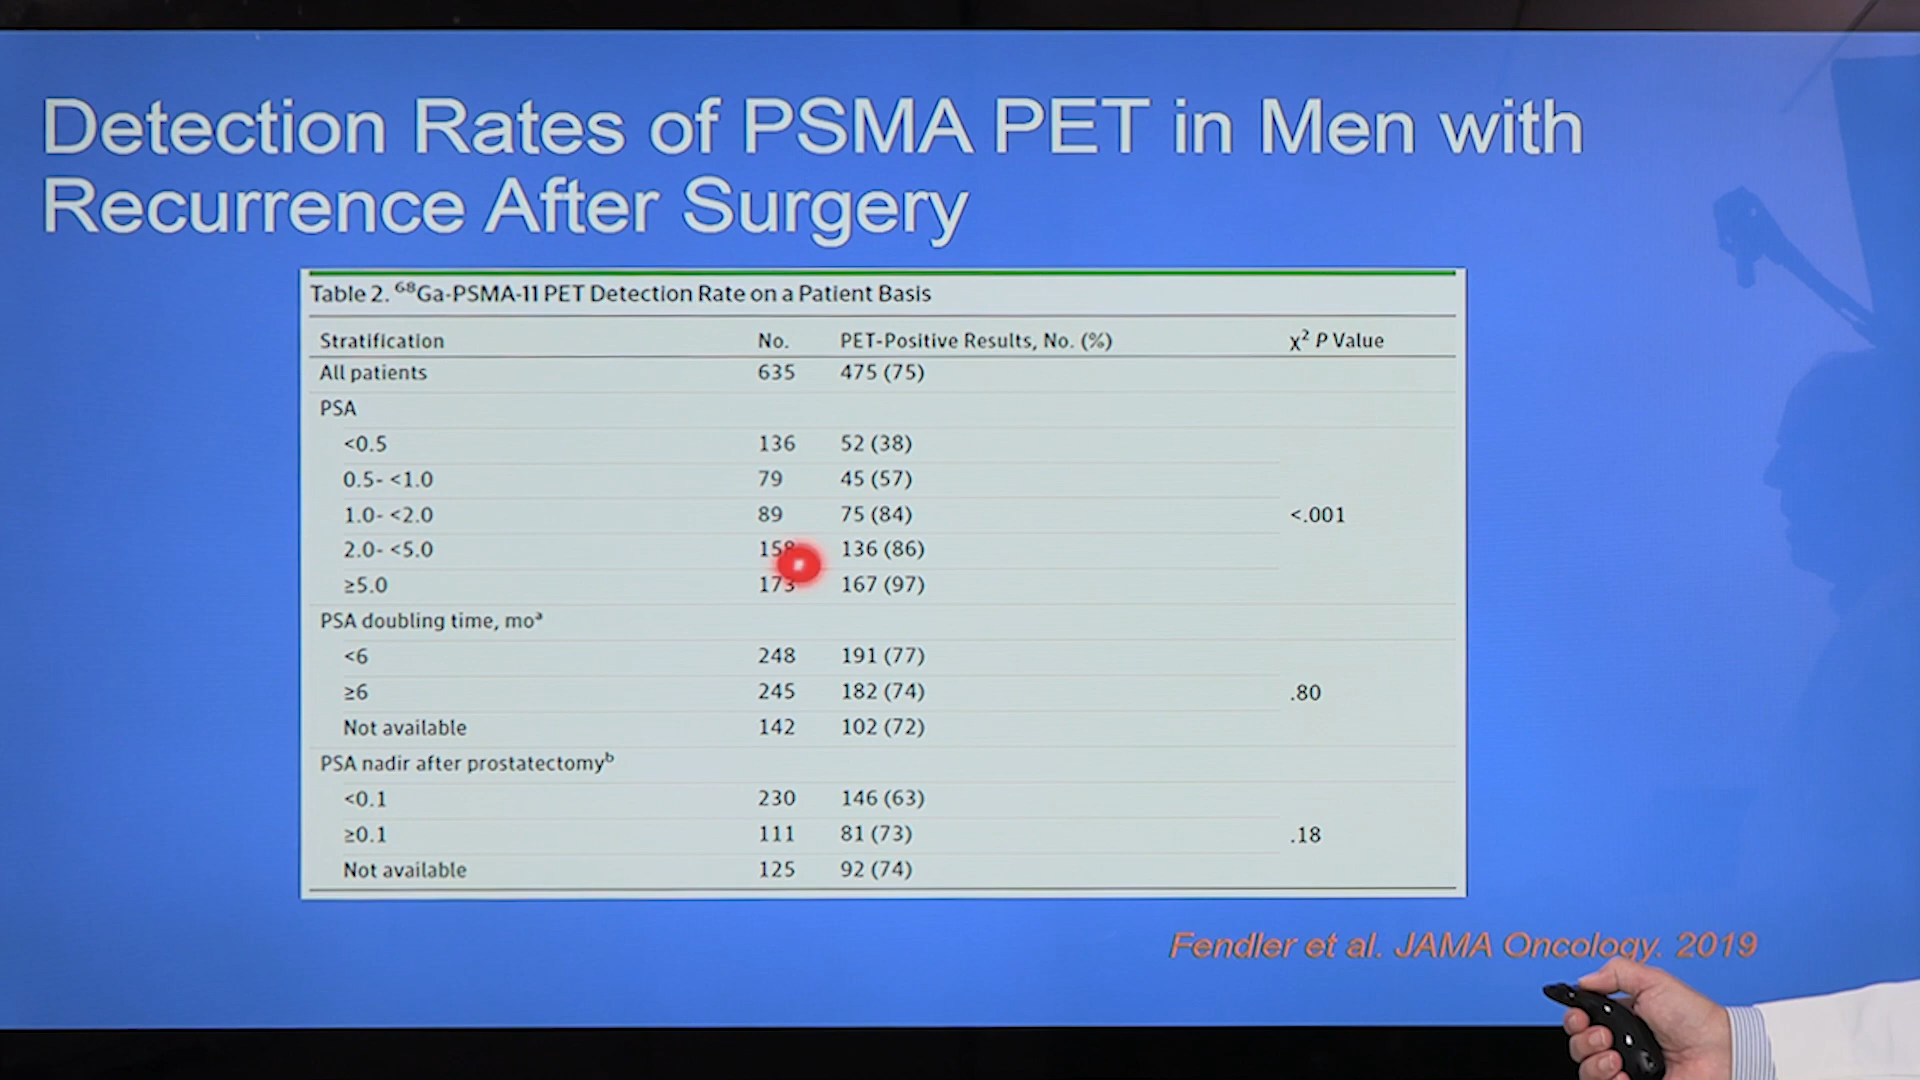 Detection Rates of PSMA PET in Men with
Recurrence After Surgery
Table 2. ⁶⁸Ga-PSMA-11 PET Detection Rate on a Patient Basis
Stratification No. PET-Positive Results, No. (%) χ² P Value
All patients 635 475 (75)
PSA
<0.5 136 52 (38)
0.5- <1.0 79 45 (57)
1.0- <2.0 89 75 (84) <.001
2.0- <5.0 158 136 (86)
≥5.0 173 167 (97)
PSA doubling time, moᵃ
<6 248 191 (77)
≥6 245 182 (74) .80
Not available 142 102 (72)
PSA nadir after prostatectomyᵇ
<0.1 230 146 (63)
≥0.1 111 81 (73) .18
Not available 125 92 (74)
Fendler et al. JAMA Oncology. 2019